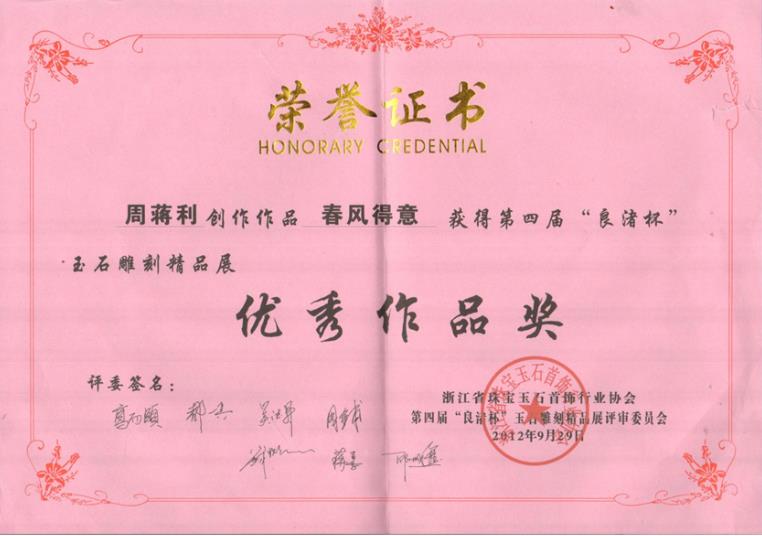 荣誉证书
HONORARY CREDENTIAL
周蒋利创作作品 春风得意 获得第四届“良渚杯”
玉石雕刻精品展
优秀作品奖
评委签名：
浙江省珠宝玉石首饰行业协会
第四届“良渚杯”玉石雕刻精品展评审委员会
2012年9月29日